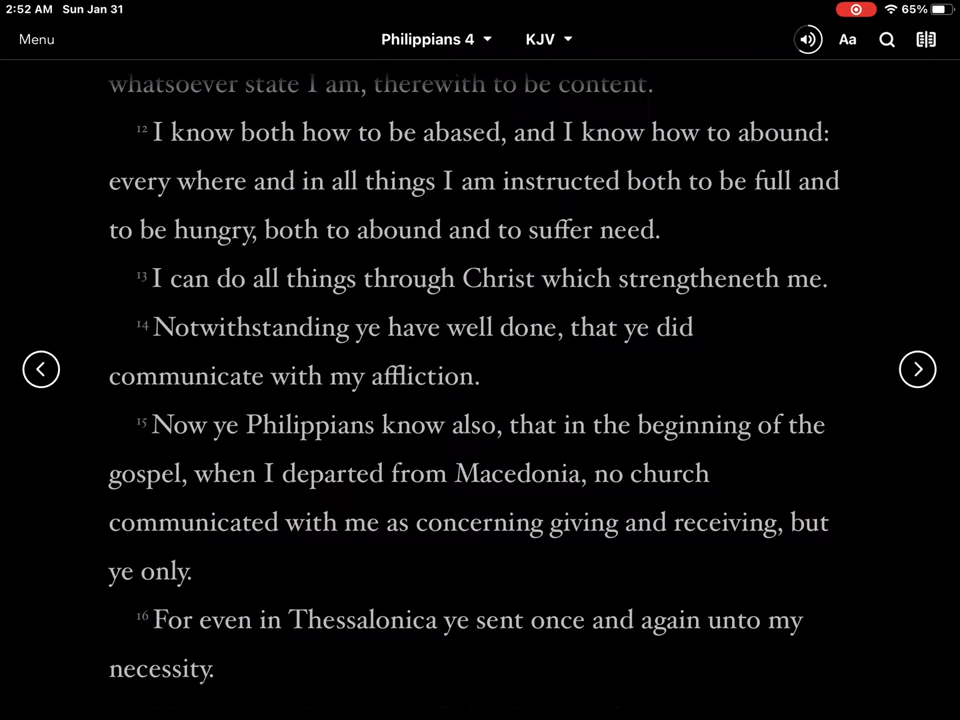 2:52 AM Sun Jan 31 65%
Menu Philippians 4 KJV Aa
whatsoever state I am, therewith to be content.
12 I know both how to be abased, and I know how to abound:
every where and in all things I am instructed both to be full and
to be hungry, both to abound and to suffer need.
13 I can do all things through Christ which strengtheneth me.
14 Notwithstanding ye have well done, that ye did
communicate with my affliction.
15 Now ye Philippians know also, that in the beginning of the
gospel, when I departed from Macedonia, no church
communicated with me as concerning giving and receiving, but
ye only.
16 For even in Thessalonica ye sent once and again unto my
necessity.